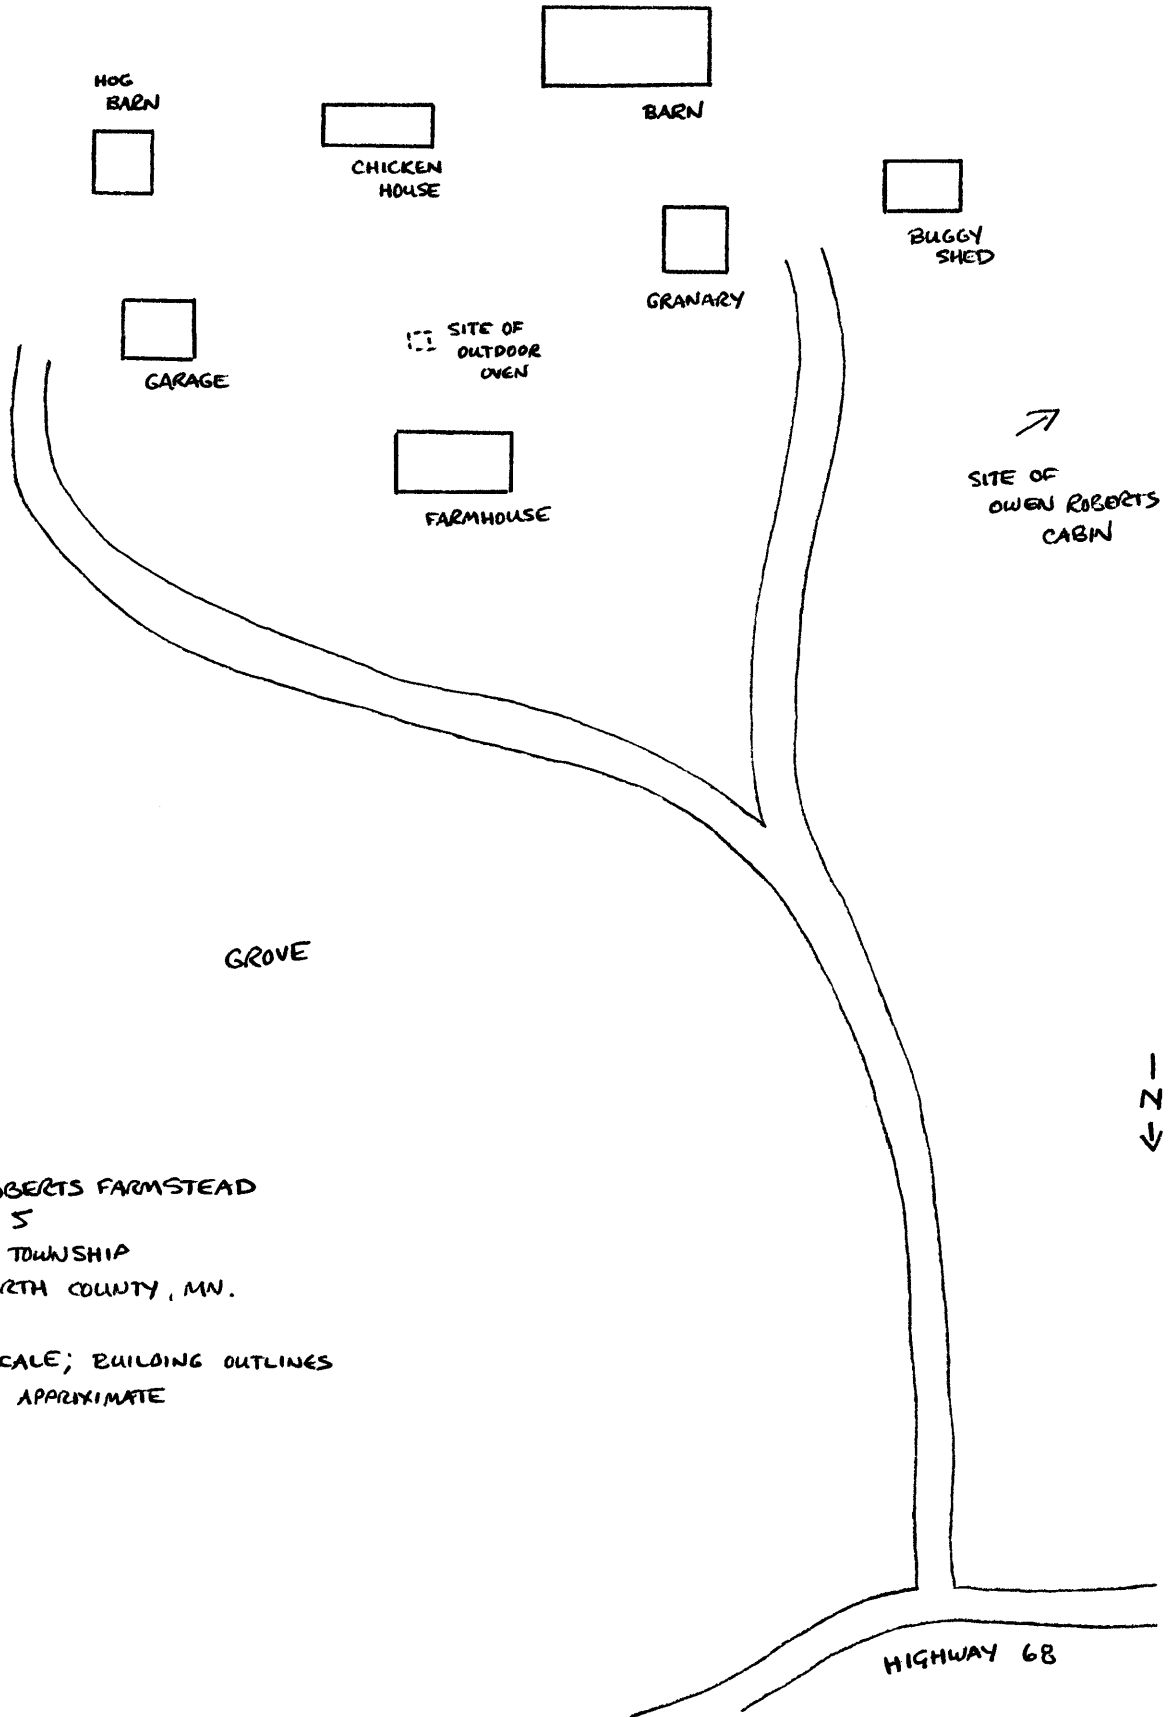 HOG
BARN
BARN
CHICKEN
HOUSE
BUGGY
SHED
GRANARY
SITE OF
OUTDOOR
OVEN
GARAGE
FARMHOUSE
SITE OF
OWEN ROBERTS
CABIN
GROVE
N
OBERTS FARMSTEAD
5
TOWNSHIP
RTH COUNTY, MN.
CALE; BUILDING OUTLINES
APPRIXIMATE
HIGHWAY 68